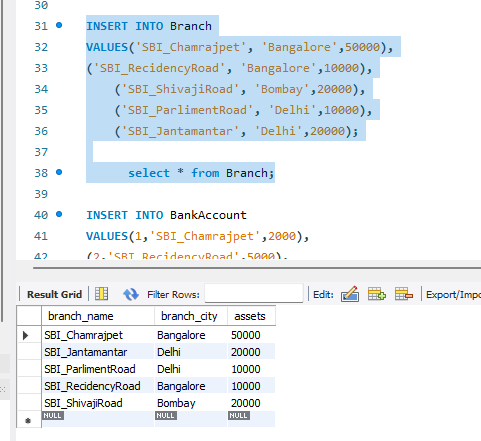 31 INSERT INTO Branch
32 VALUES('SBI_Chamrajpet', 'Bangalore',50000),
33 ('SBI_RecidencyRoad', 'Bangalore',10000),
34 ('SBI_ShivajiRoad', 'Bombay',20000),
35 ('SBI_ParlimentRoad', 'Delhi',10000),
36 ('SBI_Jantamantar', 'Delhi',20000);
37
38 select * from Branch;
39
40 INSERT INTO BankAccount
41 VALUES(1,'SBI_Chamrajpet',2000),
42 (2,'SBI_RecidencyRoad',5000),
Result Grid Filter Rows: Edit: Export/Impo
branch_name branch_city assets
SBI_Chamrajpet Bangalore 50000
SBI_Jantamantar Delhi 20000
SBI_ParlimentRoad Delhi 10000
SBI_RecidencyRoad Bangalore 10000
SBI_ShivajiRoad Bombay 20000
NULL NULL NULL